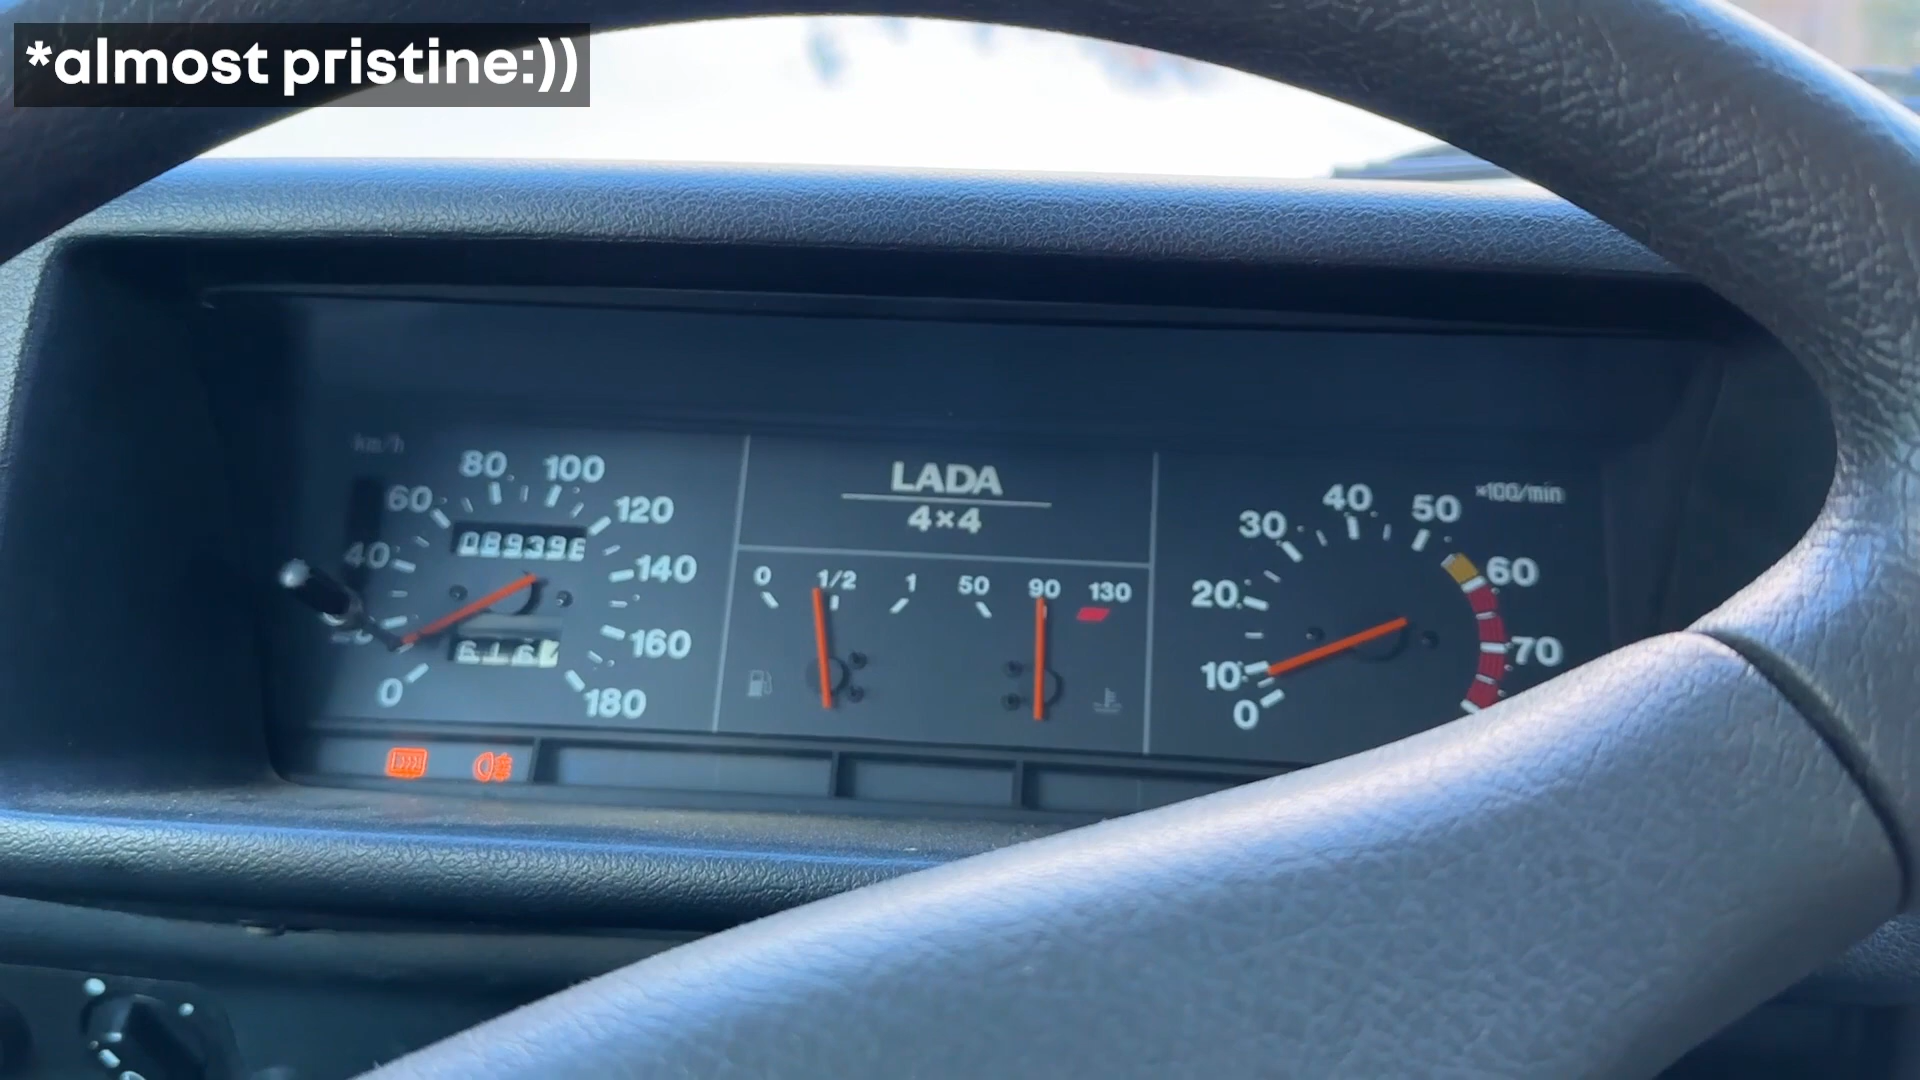 *almost pristine:))
km/h
80 100
60 120
40 140
160
0 180
LADA
4×4
0 1/2 1 50 90 130
40 50 ×100/min
30 60
20 70
10
0